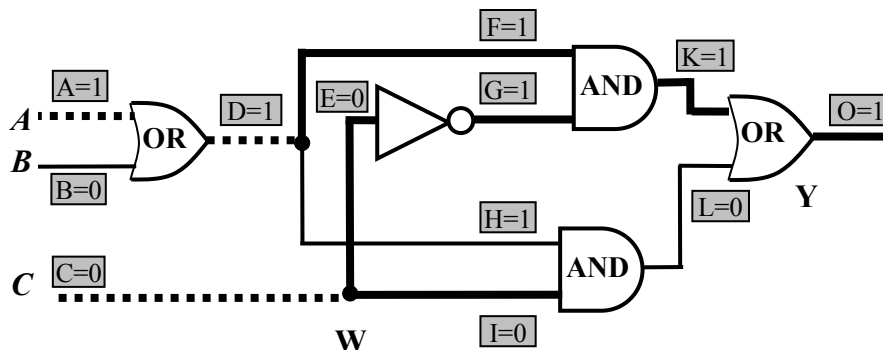 F=1
K=1
A=1
D=1
E=0
G=1
AND
O=1
A
OR
OR
B
B=0
Y
H=1
L=0
C
C=0
AND
W
I=0